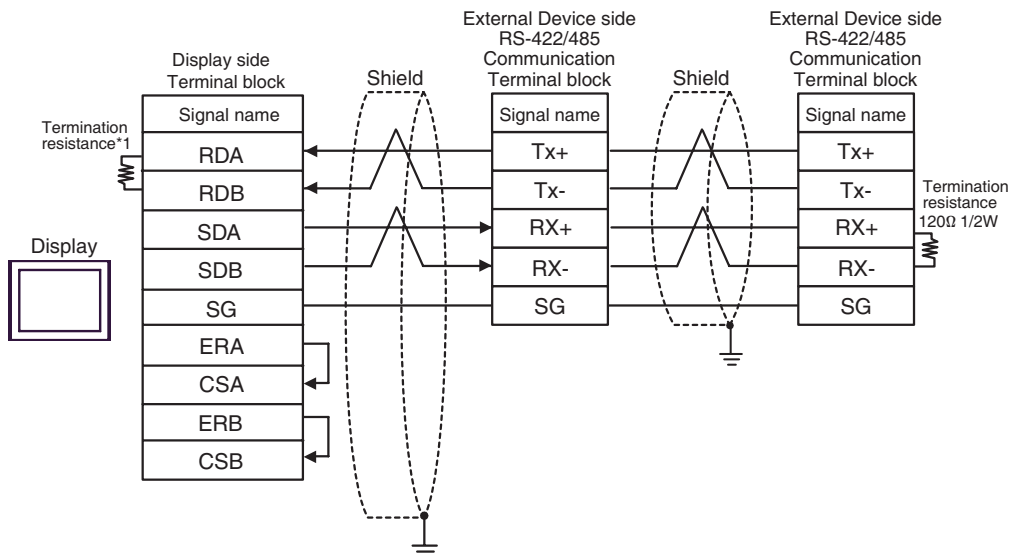 External Device side
RS-422/485
Communication
Terminal block
External Device side
RS-422/485
Communication
Terminal block
Display side
Terminal block
Shield
Shield
Signal name
Signal name
Signal name
Termination
resistance*1
RDA
Tx+
Tx+
RDB
Tx-
Tx-
Termination
resistance
120Ω 1/2W
SDA
RX+
RX+
Display
SDB
RX-
RX-
SG
SG
SG
ERA
CSA
ERB
CSB